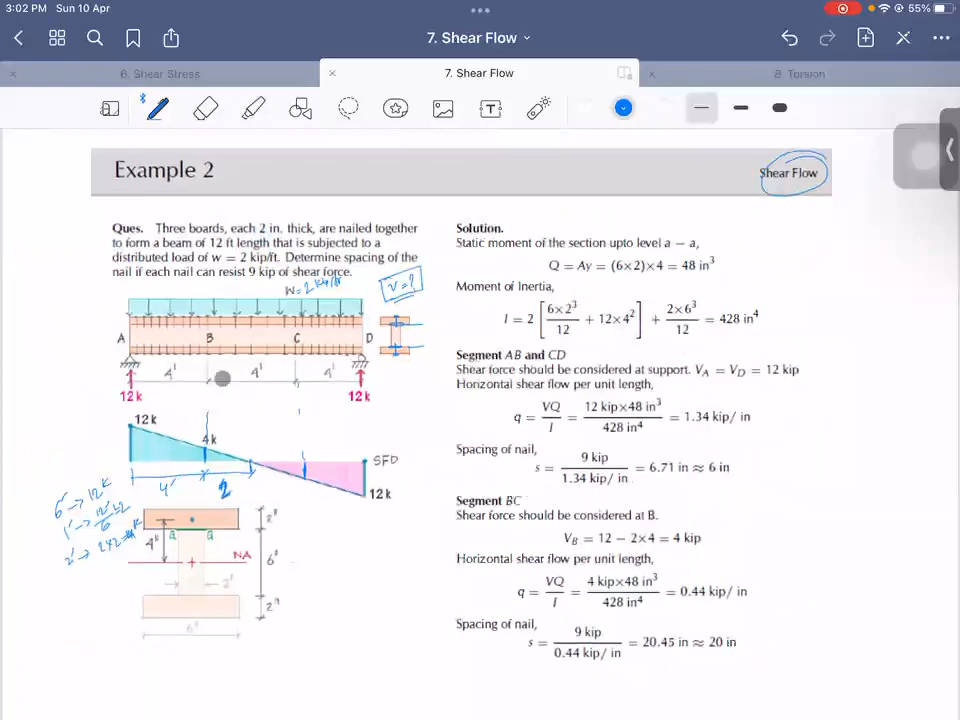 3:02 PM Sun 10 Apr
55%
7. Shear Flow
6. Shear Stress
7. Shear Flow
8. Torsion
Example 2
Shear Flow
Ques. Three boards, each 2 in. thick, are nailed together
to form a beam of 12 ft length that is subjected to a
distributed load of w = 2 kip/ft. Determine spacing of the
nail if each nail can resist 9 kip of shear force.
W= 2 kip/ft
v=?
A B C D
4' 4' 4'
12k 12k
12k
4k
SFD
4' 2
12k
6' → 12k
1' → 12/6 = 2
2' → 2x2=4k
a a
2"
4"
NA
6"
2"
2"
6"
Solution.
Static moment of the section upto level a − a,
Q = Ay = (6×2)×4 = 48 in³
Moment of Inertia,
I = 2 [6×2³/12 + 12×4²] + 2×6³/12 = 428 in⁴
Segment AB and CD
Shear force should be considered at support. V_A = V_D = 12 kip
Horizontal shear flow per unit length,
q = VQ/I = 12 kip×48 in³/428 in⁴ = 1.34 kip/ in
Spacing of nail,
s = 9 kip/1.34 kip/ in = 6.71 in ≈ 6 in
Segment BC
Shear force should be considered at B.
V_B = 12 − 2×4 = 4 kip
Horizontal shear flow per unit length,
q = VQ/I = 4 kip×48 in³/428 in⁴ = 0.44 kip/ in
Spacing of nail,
s = 9 kip/0.44 kip/ in = 20.45 in ≈ 20 in